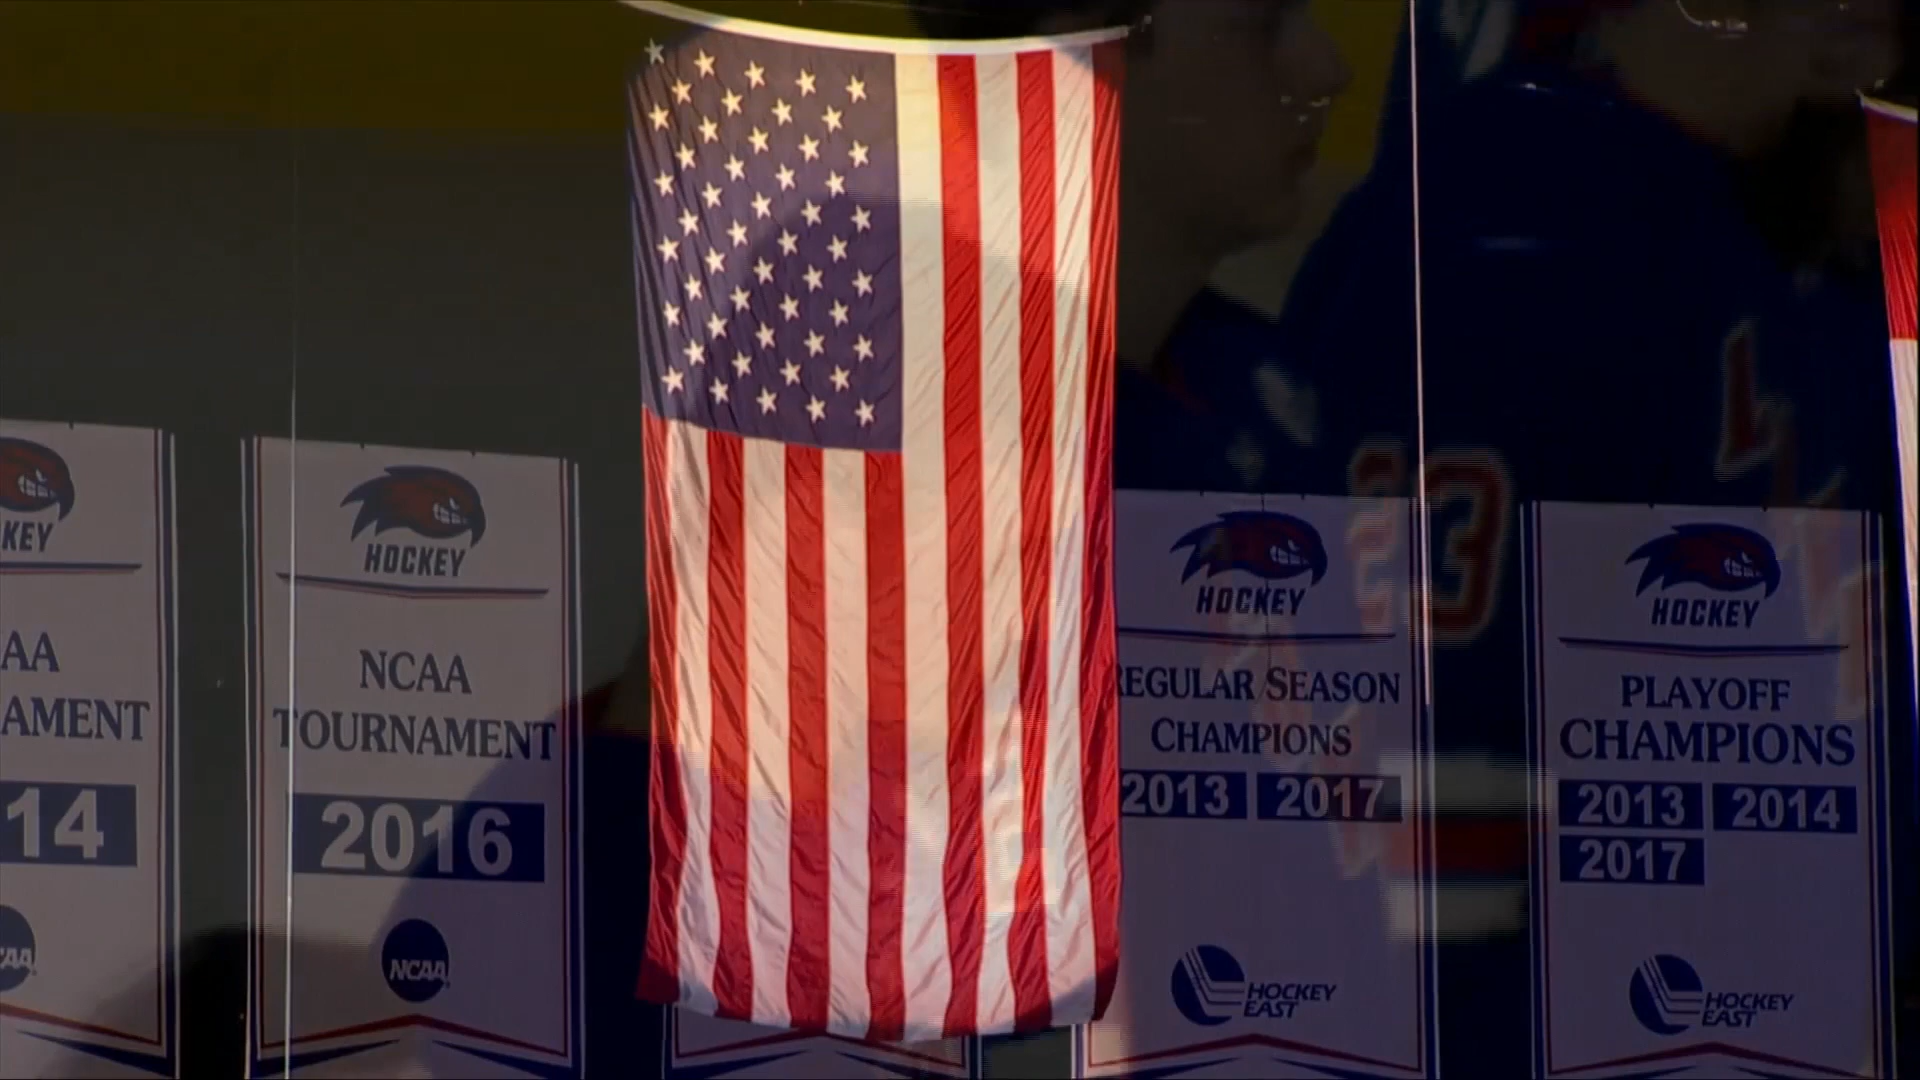 KEY
AA
AMENT
14
HOCKEY
NCAA
TOURNAMENT
2016
NCAA
HOCKEY
REGULAR SEASON
CHAMPIONS
2013 2017
HOCKEY
EAST
23
HOCKEY
PLAYOFF
CHAMPIONS
2013 2014
2017
HOCKEY
EAST